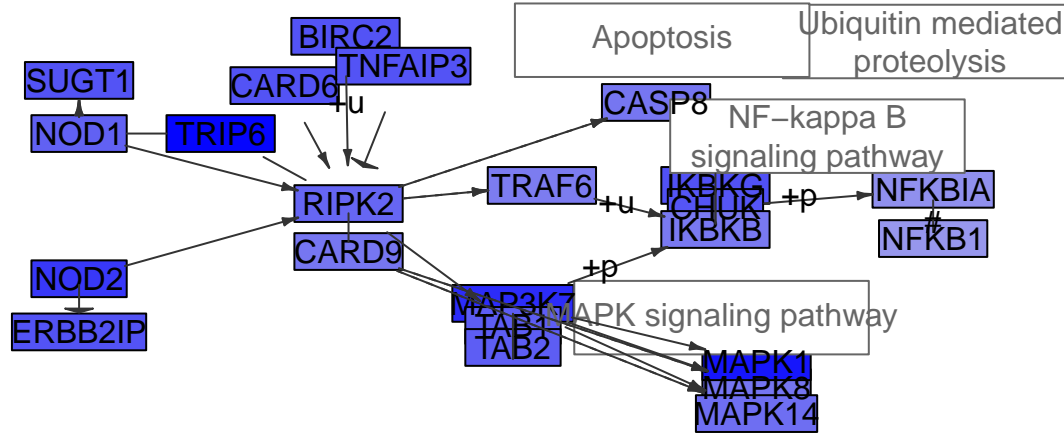 BIRC2
Apoptosis
Ubiquitin mediated
proteolysis
TNFAIP3
SUGT1
CARD6
+u
CASP8
NOD1
TRIP6
NF−kappa B
signaling pathway
RIPK2
TRAF6
+u
IKBKG
CHUK
IKBKB
+p
NFKBIA
#
NFKB1
CARD9
NOD2
+p
MAP3K7
TAB1
TAB2
MAPK signaling pathway
ERBB2IP
MAPK1
MAPK8
MAPK14